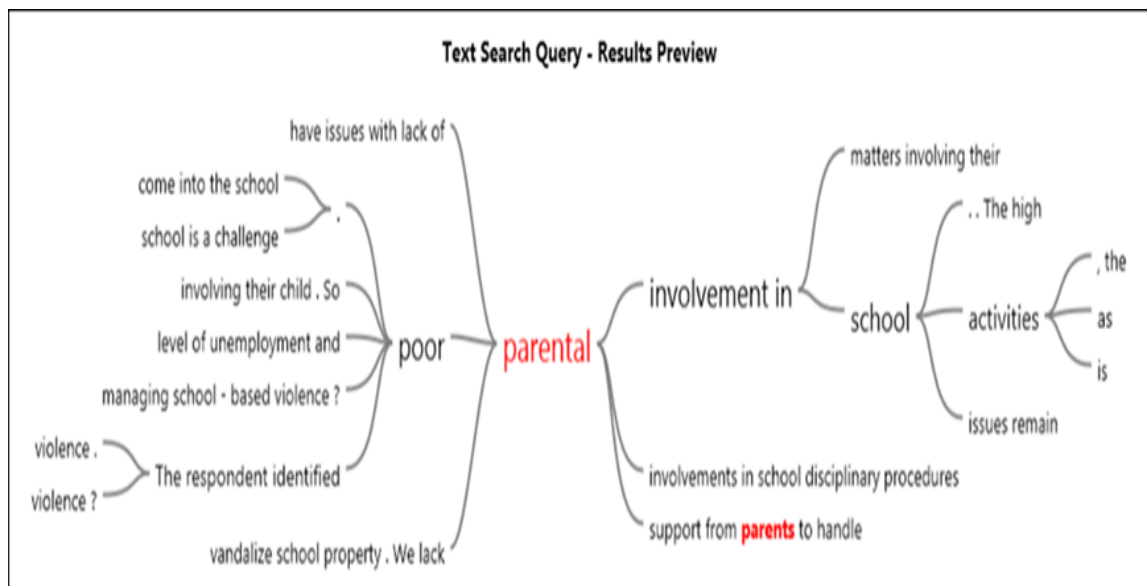 Text Search Query - Results Preview
have issues with lack of
come into the school
school is a challenge
.
involving their child . So
level of unemployment and
managing school - based violence ?
violence .
violence ?
The respondent identified
poor
vandalize school property . We lack
parental
involvement in
matters involving their
school
. . The high
activities
, the
as
is
issues remain
involvements in school disciplinary procedures
support from parents to handle